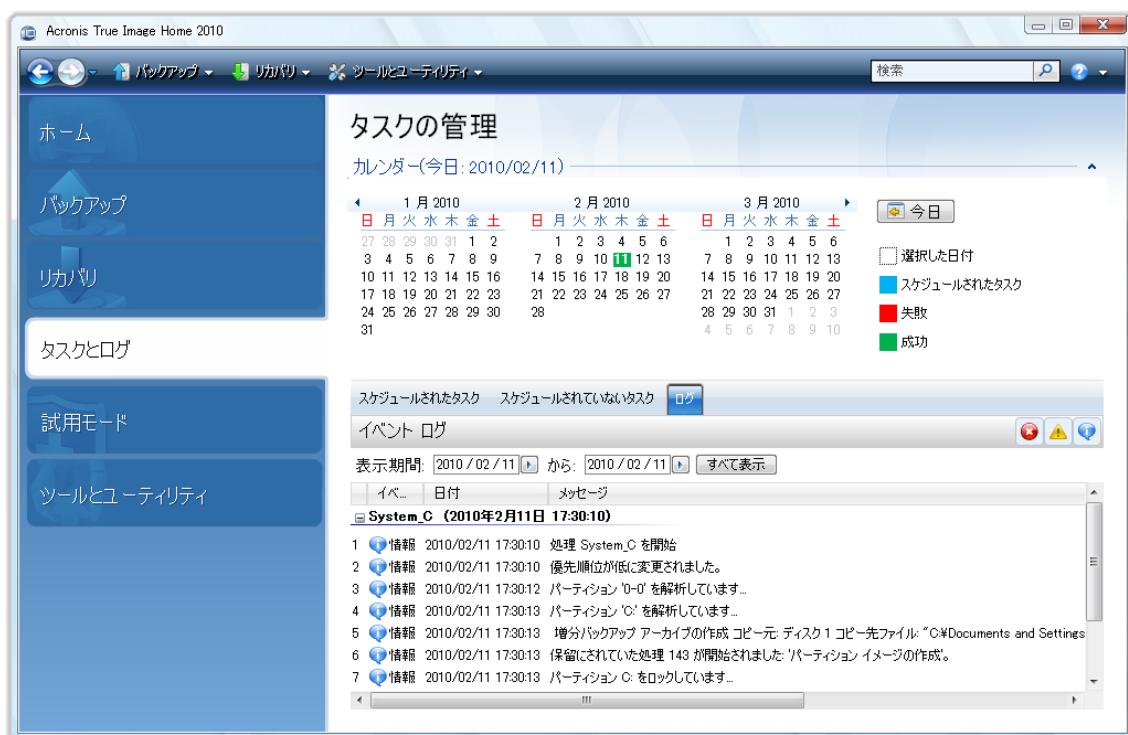 Acronis True Image Home 2010
バックアップ リカバリ ツールとユーティリティ 検索
ホーム
バックアップ
リカバリ
タスクとログ
試用モード
ツールとユーティリティ
タスクの管理
カレンダー(今日: 2010/02/11)
1 月 2010
日 月 火 水 木 金 土
27 28 29 30 31 1 2
3 4 5 6 7 8 9
10 11 12 13 14 15 16
17 18 19 20 21 22 23
24 25 26 27 28 29 30
31
2 月 2010
日 月 火 水 木 金 土
1 2 3 4 5 6
7 8 9 10 11 12 13
14 15 16 17 18 19 20
21 22 23 24 25 26 27
28
3 月 2010
日 月 火 水 木 金 土
1 2 3 4 5 6
7 8 9 10 11 12 13
14 15 16 17 18 19 20
21 22 23 24 25 26 27
28 29 30 31 1 2 3
4 5 6 7 8 9 10
今日
選択した日付
スケジュールされたタスク
失敗
成功
スケジュールされたタスク スケジュールされていないタスク ログ
イベント ログ
表示期間: 2010/02/11 から: 2010/02/11 すべて表示
イベ... 日付 メッセージ
System_C (2010年2月11日 17:30:10)
1 情報 2010/02/11 17:30:10 処理 System_C を開始
2 情報 2010/02/11 17:30:10 優先順位が低に変更されました。
3 情報 2010/02/11 17:30:12 パーティション '0-0' を解析しています...
4 情報 2010/02/11 17:30:13 パーティション 'C:' を解析しています...
5 情報 2010/02/11 17:30:13 増分バックアップ アーカイブの作成 コピー元: ディスク 1 コピー先ファイル: "C:¥Documents and Settings
6 情報 2010/02/11 17:30:13 保留にされていた処理 143 が開始されました: 'パーティション イメージの作成'。
7 情報 2010/02/11 17:30:13 パーティション C: をロックしています...